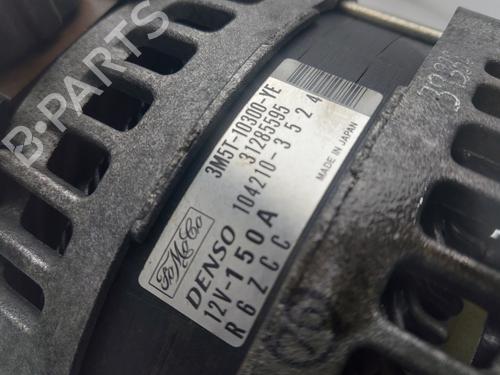 B-PARTS
3M5T-10300-YE
31285595
104210-3524
MADE IN JAPAN
FoMoCo
DENSO
12V-150A
R6ZCC